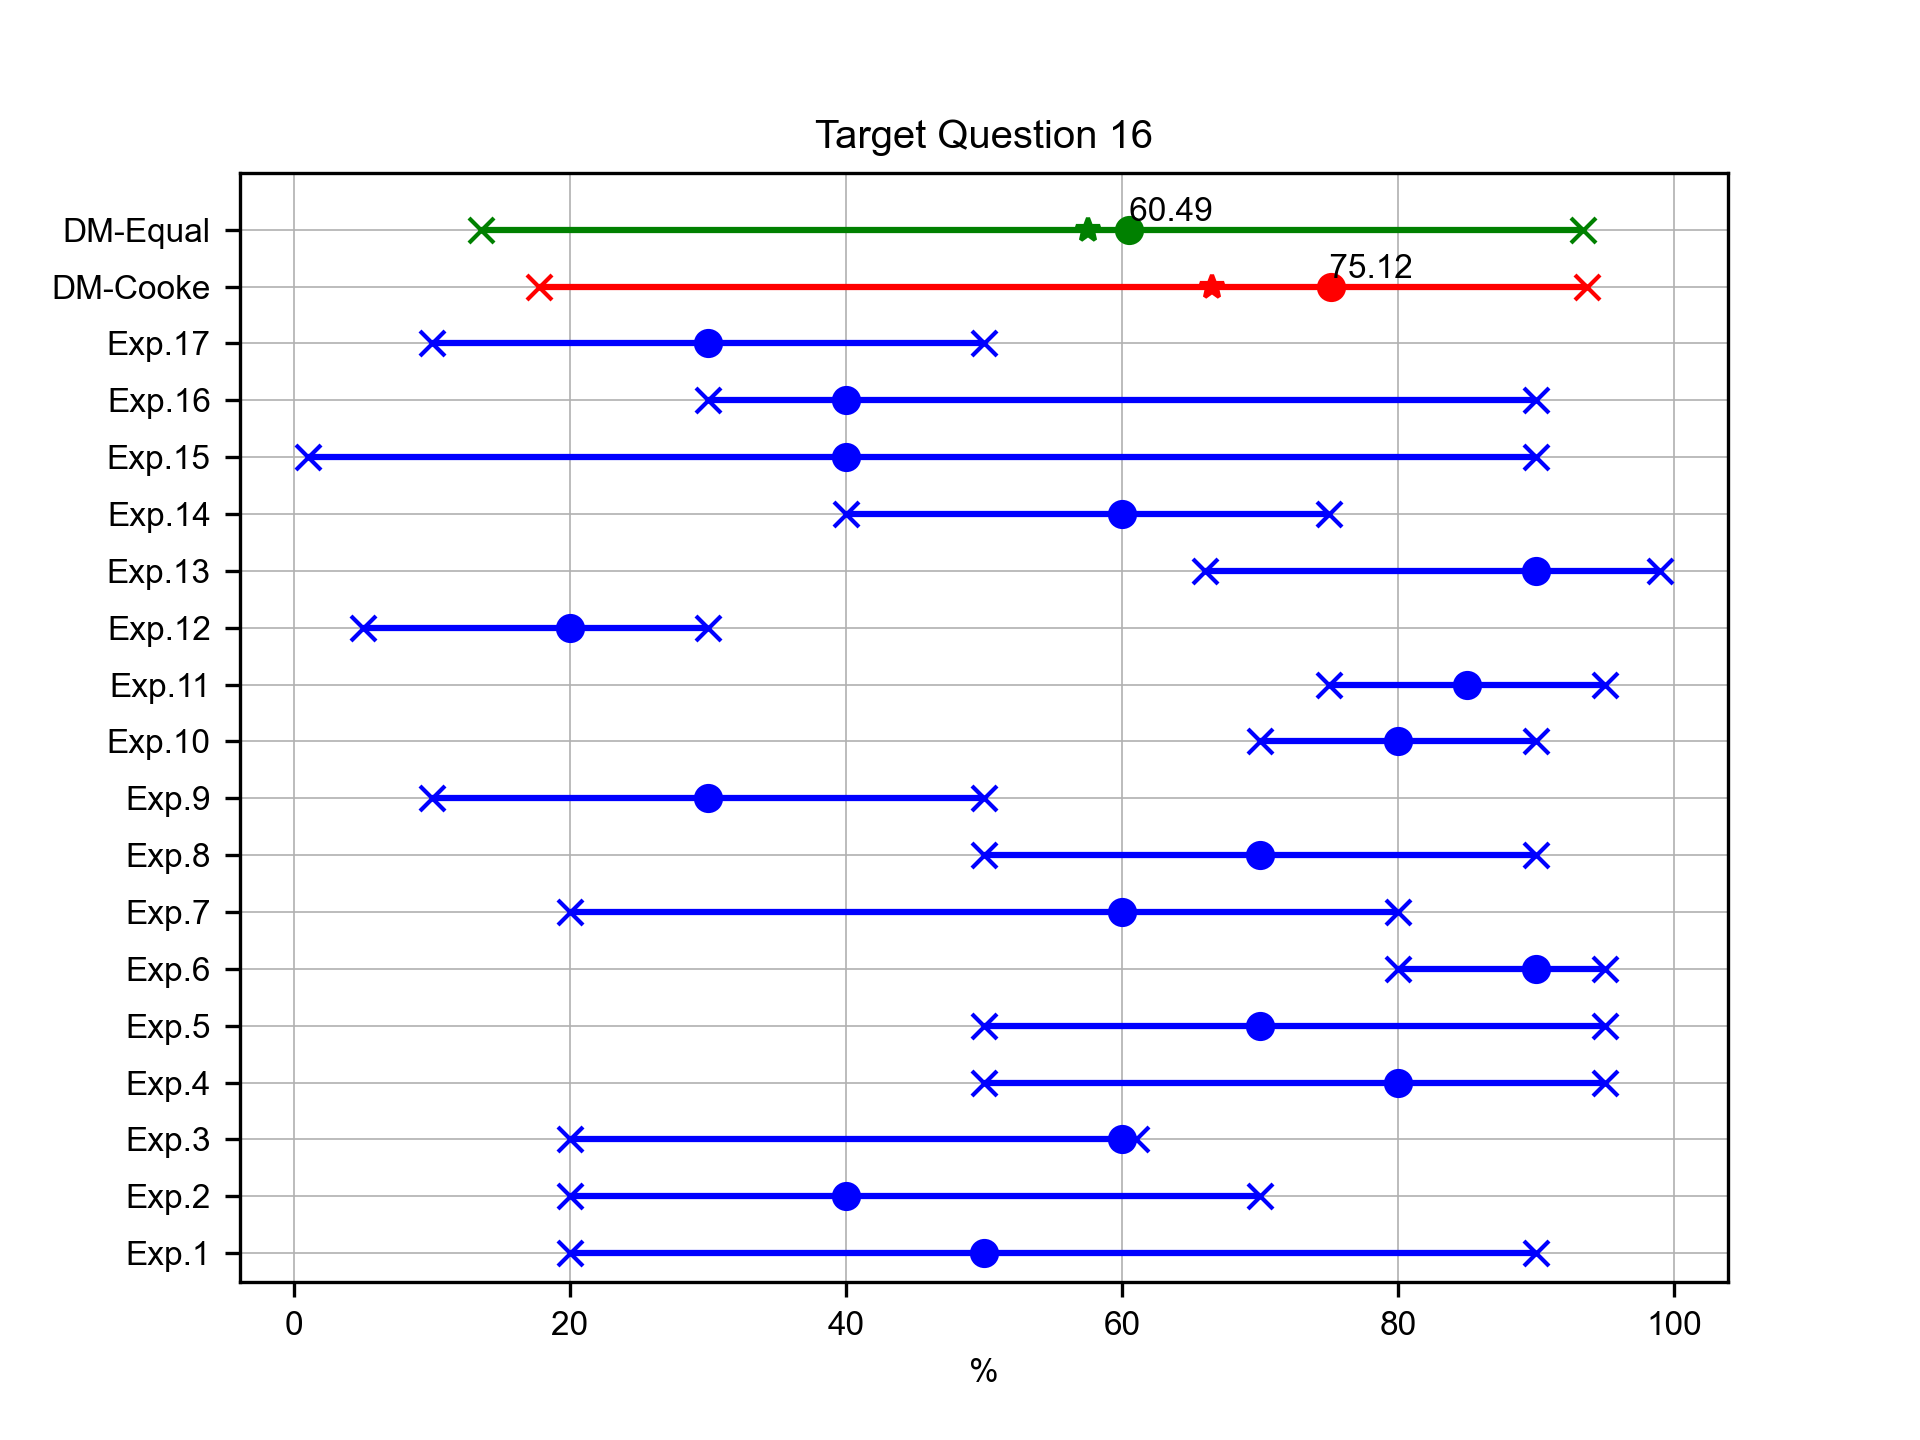 Target Question 16
DM-Equal
60.49
DM-Cooke
75.12
Exp.17
Exp.16
Exp.15
Exp.14
Exp.13
Exp.12
Exp.11
Exp.10
Exp.9
Exp.8
Exp.7
Exp.6
Exp.5
Exp.4
Exp.3
Exp.2
Exp.1
0 20 40 60 80 100
%